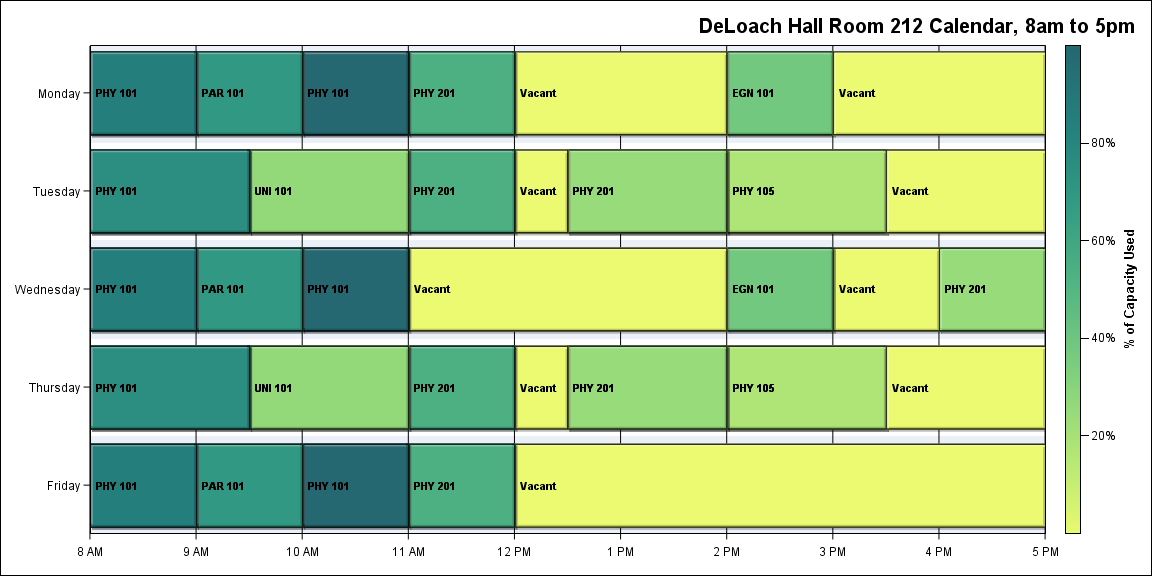 DeLoach Hall Room 212 Calendar, 8am to 5pm
Monday
PHY 101
PAR 101
PHY 101
PHY 201
Vacant
EGN 101
Vacant
Tuesday
PHY 101
UNI 101
PHY 201
Vacant
PHY 201
PHY 105
Vacant
Wednesday
PHY 101
PAR 101
PHY 101
Vacant
EGN 101
Vacant
PHY 201
Thursday
PHY 101
UNI 101
PHY 201
Vacant
PHY 201
PHY 105
Vacant
Friday
PHY 101
PAR 101
PHY 101
PHY 201
Vacant
8 AM
9 AM
10 AM
11 AM
12 PM
1 PM
2 PM
3 PM
4 PM
5 PM
80%
60%
40%
20%
% of Capacity Used